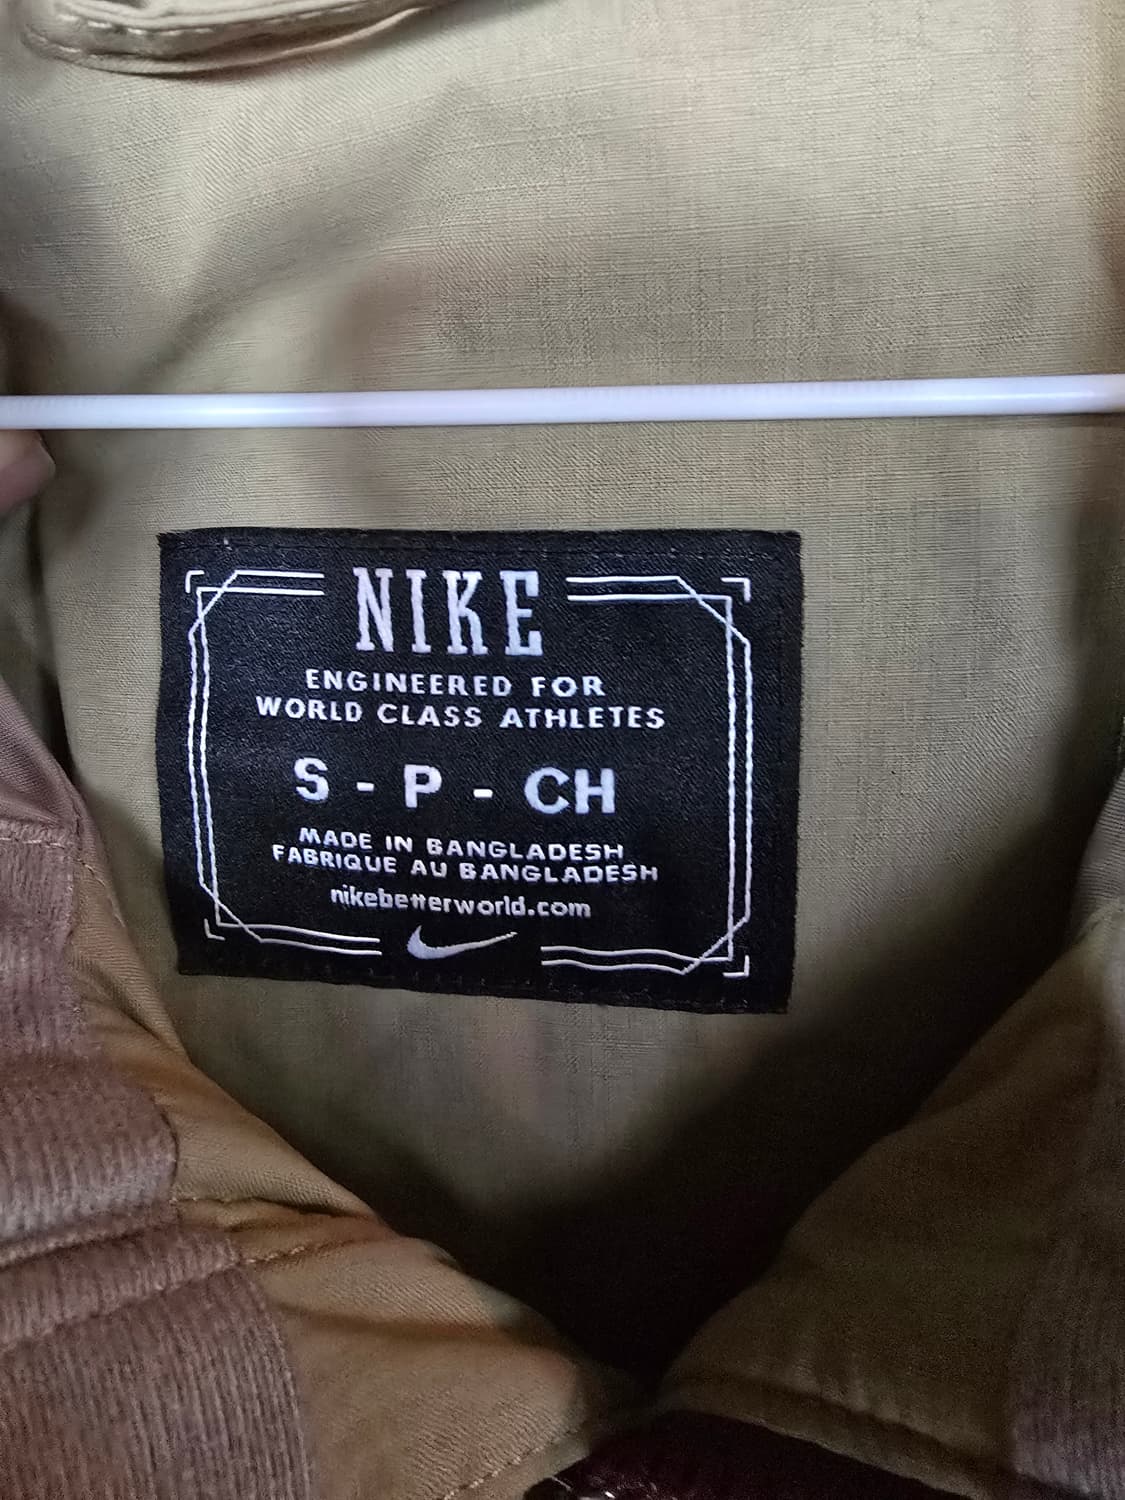 NIKE
ENGINEERED FOR
WORLD CLASS ATHLETES
S - P - CH
MADE IN BANGLADESH
FABRIQUE AU BANGLADESH
nikebetterworld.com